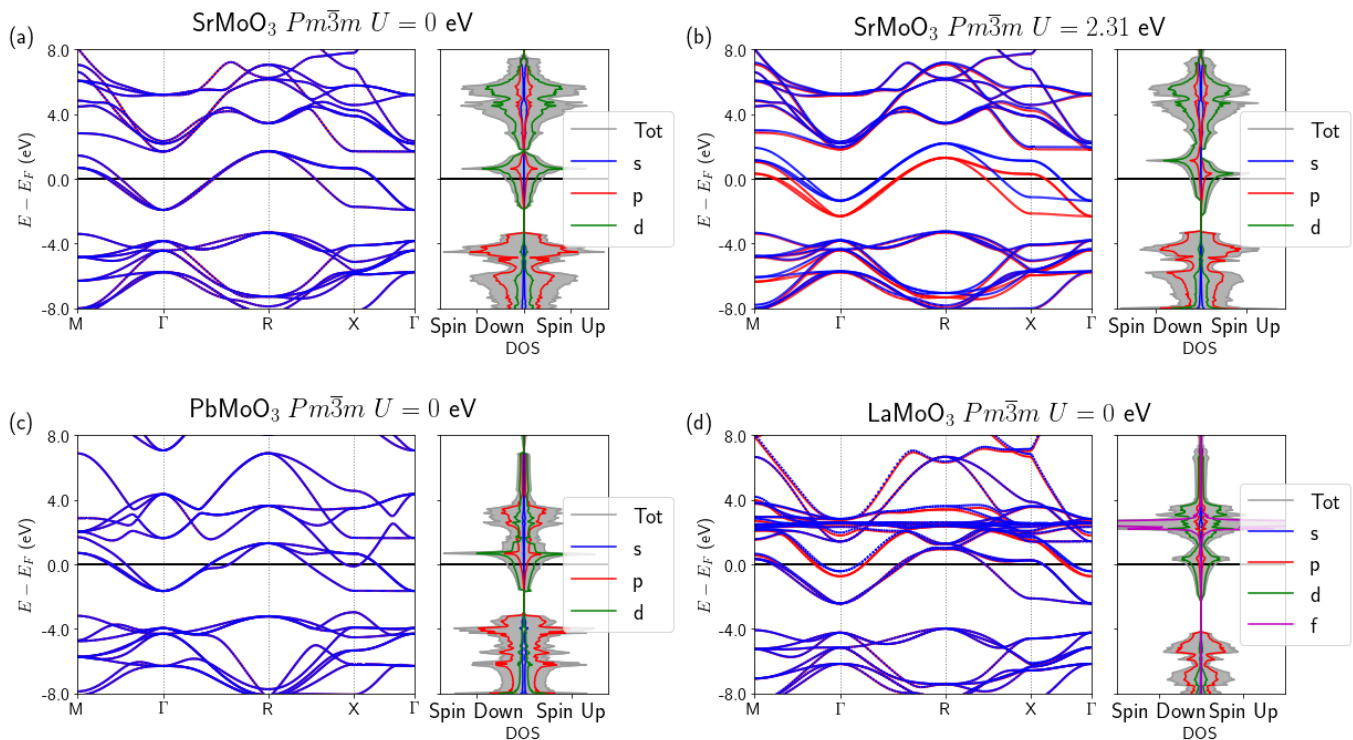 (a)
SrMoO₃ Pm3̅m U = 0 eV
8.0
4.0
0.0
-4.0
-8.0
E − E_F (eV)
M Γ R X Γ
Spin Down Spin Up
DOS
Tot
s
p
d
(b)
SrMoO₃ Pm3̅m U = 2.31 eV
8.0
4.0
0.0
-4.0
-8.0
E − E_F (eV)
M Γ R X Γ
Spin Down Spin Up
DOS
Tot
s
p
d
(c)
PbMoO₃ Pm3̅m U = 0 eV
8.0
4.0
0.0
-4.0
-8.0
E − E_F (eV)
M Γ R X Γ
Spin Down Spin Up
DOS
Tot
s
p
d
(d)
LaMoO₃ Pm3̅m U = 0 eV
8.0
4.0
0.0
-4.0
-8.0
E − E_F (eV)
M Γ R X Γ
Spin Down Spin Up
DOS
Tot
s
p
d
f